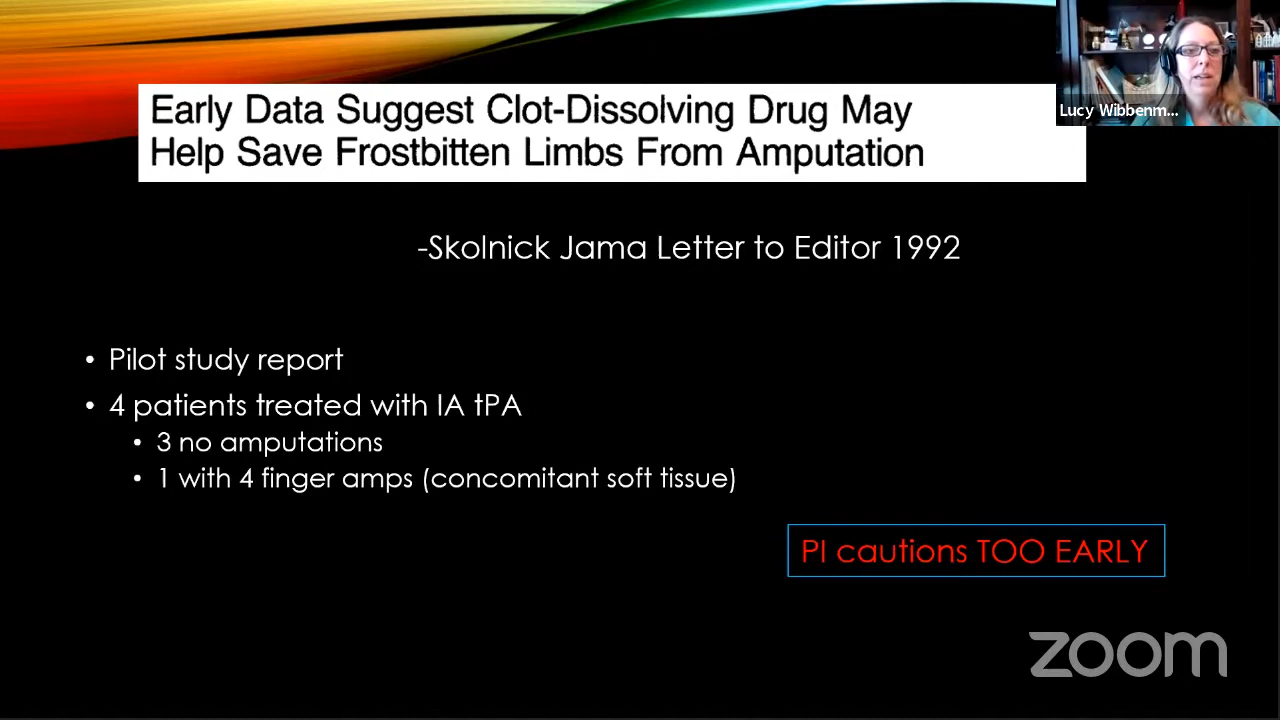 Early Data Suggest Clot-Dissolving Drug May
Help Save Frostbitten Limbs From Amputation
Lucy Wibbenm...
-Skolnick Jama Letter to Editor 1992
• Pilot study report
• 4 patients treated with IA tPA
• 3 no amputations
• 1 with 4 finger amps (concomitant soft tissue)
PI cautions TOO EARLY
zoom